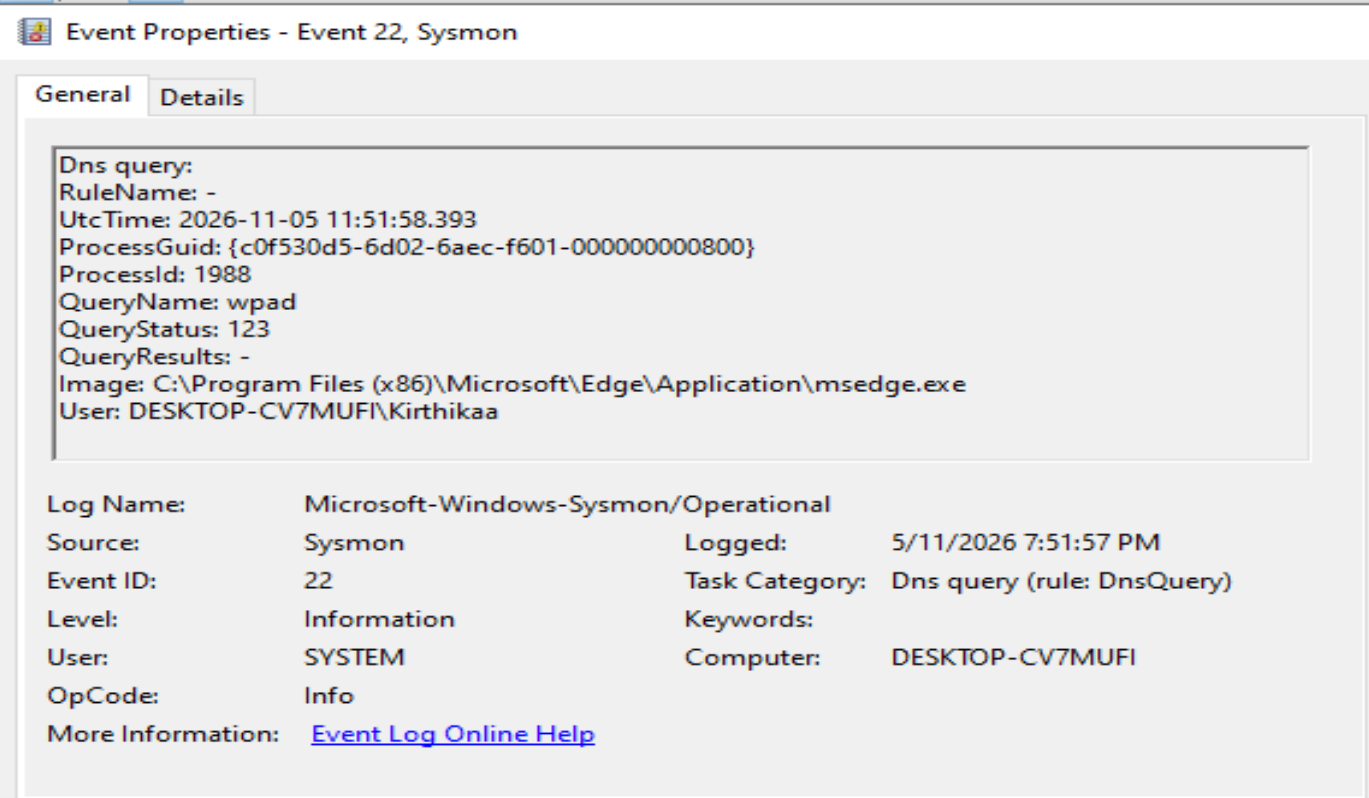 Event Properties - Event 22, Sysmon
General Details
Dns query:
RuleName: -
UtcTime: 2026-11-05 11:51:58.393
ProcessGuid: {c0f530d5-6d02-6aec-f601-000000000800}
ProcessId: 1988
QueryName: wpad
QueryStatus: 123
QueryResults: -
Image: C:\Program Files (x86)\Microsoft\Edge\Application\msedge.exe
User: DESKTOP-CV7MUFI\Kirthikaa
Log Name: Microsoft-Windows-Sysmon/Operational
Source: Sysmon Logged: 5/11/2026 7:51:57 PM
Event ID: 22 Task Category: Dns query (rule: DnsQuery)
Level: Information Keywords:
User: SYSTEM Computer: DESKTOP-CV7MUFI
OpCode: Info
More Information: Event Log Online Help